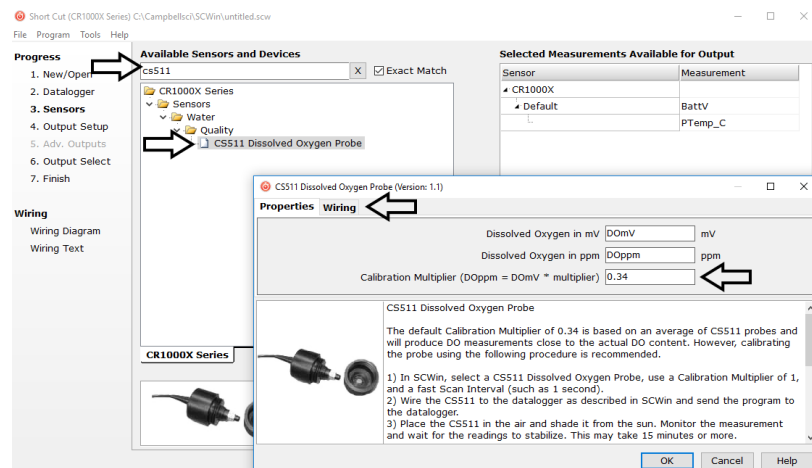 Short Cut (CR1000X Series) C:\Campbellsci\SCWin\untitled.scw
File Program Tools Help
Progress
1. New/Open
2. Datalogger
3. Sensors
4. Output Setup
5. Adv. Outputs
6. Output Select
7. Finish
Wiring
Wiring Diagram
Wiring Text
Available Sensors and Devices
cs511 X Exact Match
CR1000X Series
Sensors
Water
Quality
CS511 Dissolved Oxygen Probe
CR1000X Series
Selected Measurements Available for Output
Sensor Measurement
CR1000X
Default BattV
PTemp_C
CS511 Dissolved Oxygen Probe (Version: 1.1)
Properties Wiring
Dissolved Oxygen in mV DOmV mV
Dissolved Oxygen in ppm DOppm ppm
Calibration Multiplier (DOppm = DOmV * multiplier) 0.34
CS511 Dissolved Oxygen Probe
The default Calibration Multiplier of 0.34 is based on an average of CS511 probes and
will produce DO measurements close to the actual DO content. However, calibrating
the probe using the following procedure is recommended.
1) In SCWin, select a CS511 Dissolved Oxygen Probe, use a Calibration Multiplier of 1,
and a fast Scan Interval (such as 1 second).
2) Wire the CS511 to the datalogger as described in SCWin and send the program to
the datalogger.
3) Place the CS511 in the air and shade it from the sun. Monitor the measurement
and wait for the readings to stabilize. This may take 15 minutes or more.
OK Cancel Help